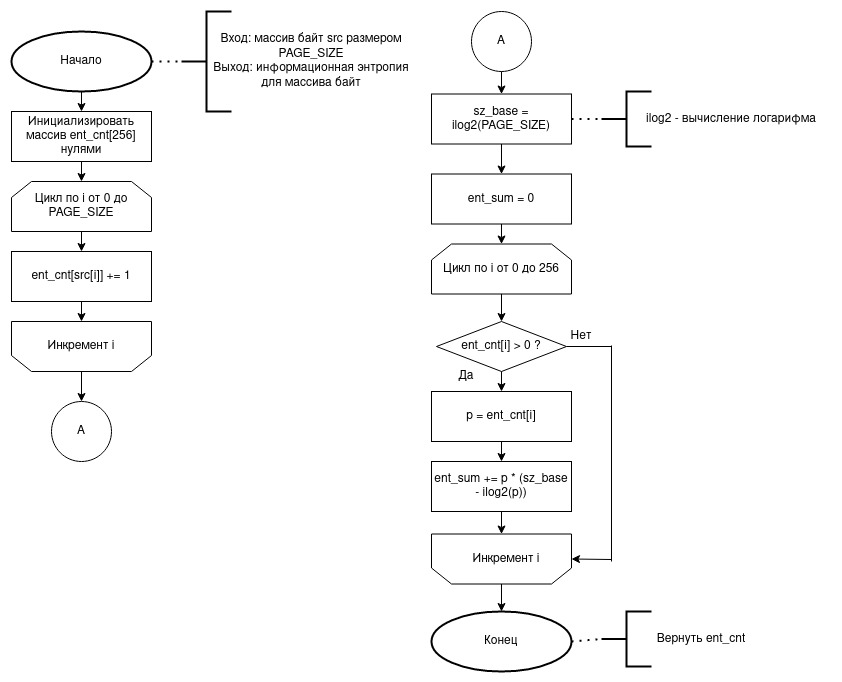 Начало
Вход: массив байт src размером
PAGE_SIZE
Выход: информационная энтропия
для массива байт
Инициализировать
массив ent_cnt[256]
нулями
Цикл по i от 0 до
PAGE_SIZE
ent_cnt[src[i]] += 1
Инкремент i
A
A
sz_base =
ilog2(PAGE_SIZE)
ilog2 - вычисление логарифма
ent_sum = 0
Цикл по i от 0 до 256
ent_cnt[i] > 0 ?
Нет
Да
p = ent_cnt[i]
ent_sum += p * (sz_base
- ilog2(p))
Инкремент i
Конец
Вернуть ent_cnt